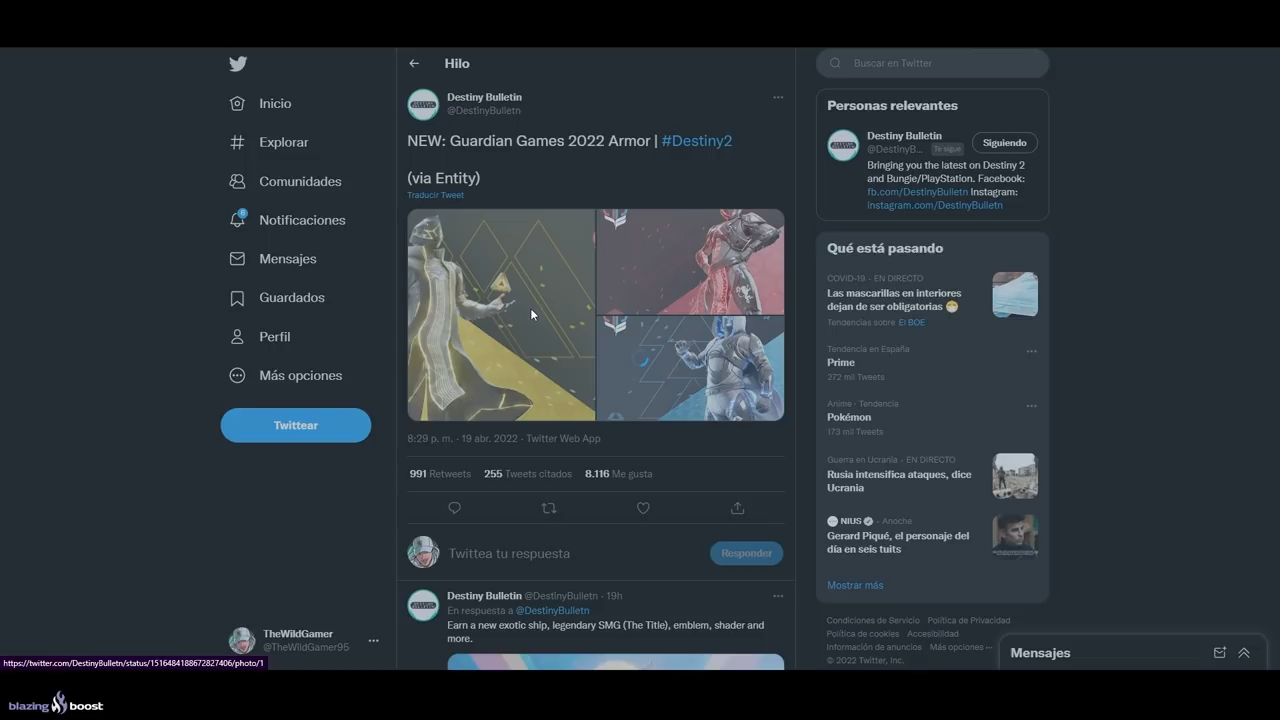 Inicio
Explorar
Comunidades
6
Notificaciones
Mensajes
Guardados
Perfil
Más opciones
Twittear
TheWildGamer
@TheWildGamer95
https://twitter.com/DestinyBulletn/status/1516484188672827406/photo/1
blazing boost
Hilo
Destiny Bulletin
@DestinyBulletn
NEW: Guardian Games 2022 Armor | #Destiny2
(via Entity)
Traducir Tweet
8:29 p. m. · 19 abr. 2022 · Twitter Web App
991 Retweets 255 Tweets citados 8.116 Me gusta
Twittea tu respuesta
Responder
Destiny Bulletin @DestinyBulletn · 19h
En respuesta a @DestinyBulletn
Earn a new exotic ship, legendary SMG (The Title), emblem, shader and
more.
Buscar en Twitter
Personas relevantes
Destiny Bulletin
@DestinyB... Te sigue
Siguiendo
Bringing you the latest on Destiny 2
and Bungie/PlayStation. Facebook:
fb.com/DestinyBulletn Instagram:
instagram.com/DestinyBulletn
Qué está pasando
COVID-19 · EN DIRECTO
Las mascarillas en interiores
dejan de ser obligatorias 😁
Tendencias sobre El BOE
Tendencia en España
Prime
272 mil Tweets
Anime · Tendencia
Pokémon
173 mil Tweets
Guerra en Ucrania · EN DIRECTO
Rusia intensifica ataques, dice
Ucrania
NIUS · Anoche
Gerard Piqué, el personaje del
día en seis tuits
Mostrar más
Condiciones de Servicio Política de Privacidad
Política de cookies Accesibilidad
Información de anuncios Más opciones ···
© 2022 Twitter, Inc.
Mensajes